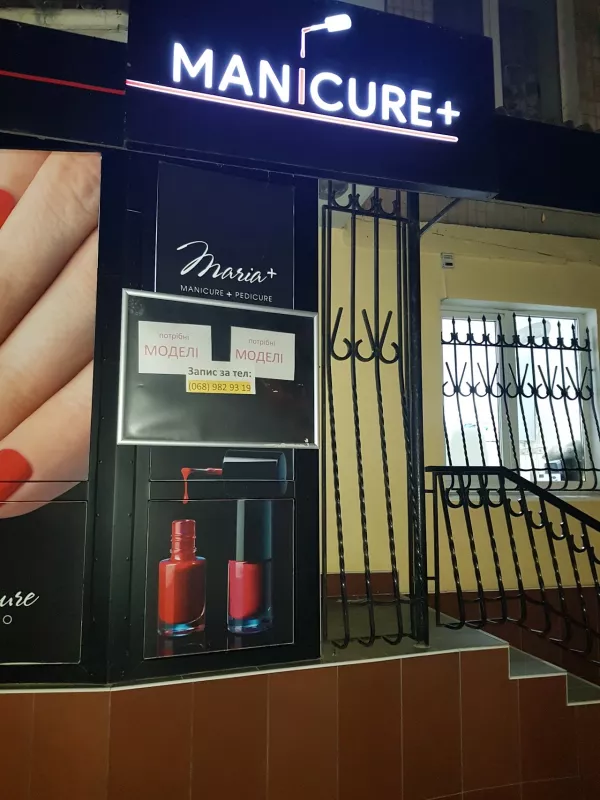 MANICURE+
Maria+
MANICURE + PEDICURE
потрібні
МОДЕЛІ
потрібні
МОДЕЛІ
Запис за тел:
(068) 982 93 19